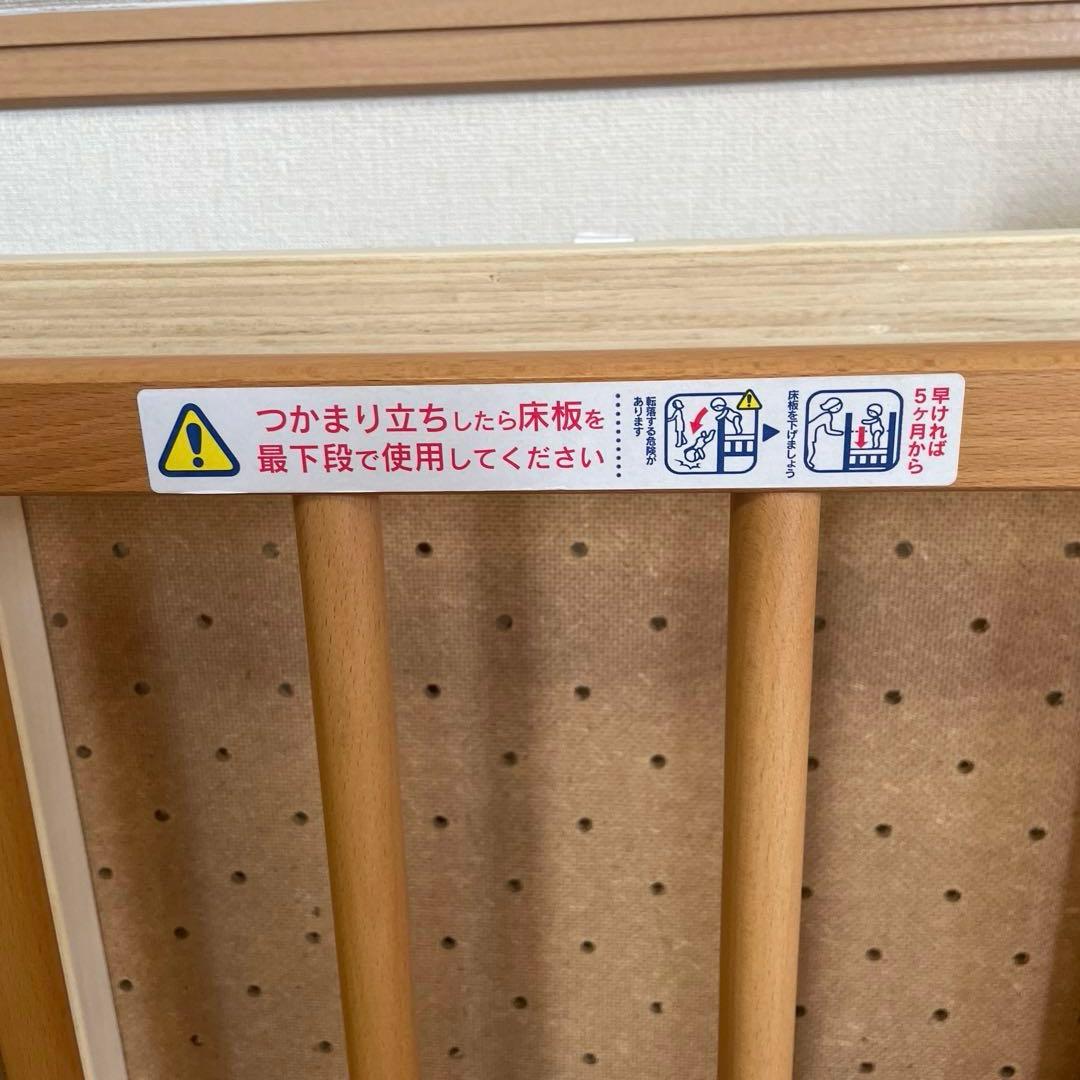 つかまり立ちしたら床板を
最下段で使用してください
転落する危険が
あります
床板を下げましょう
早ければ
5ヶ月から